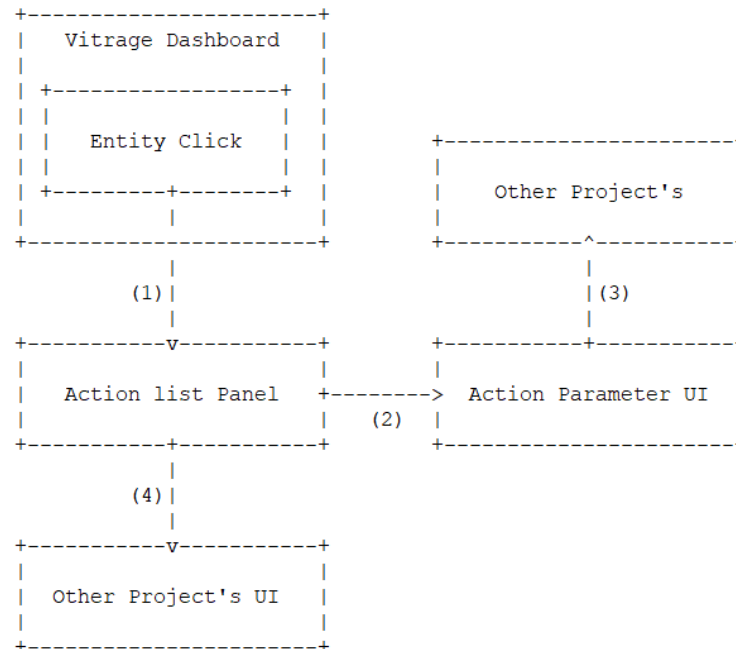 Vitrage Dashboard
Entity Click
Other Project's
(1)
(3)
Action list Panel
(2)
Action Parameter UI
(4)
Other Project's UI